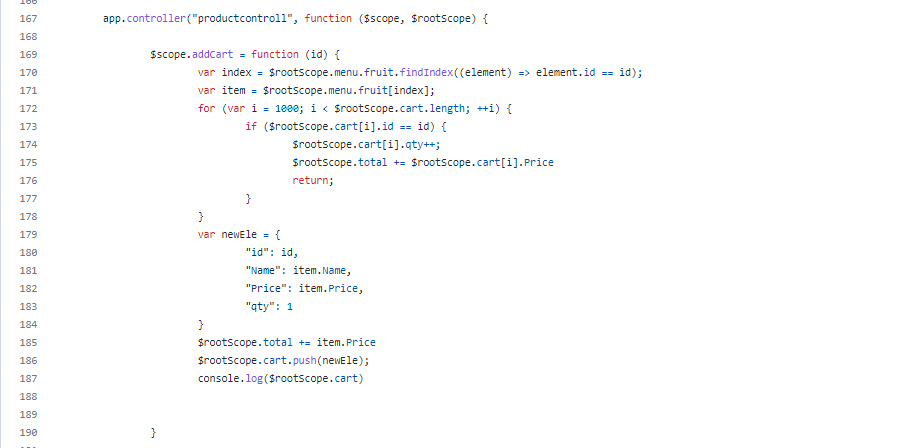 167 app.controller("productcontroll", function ($scope, $rootScope) {
168
169 $scope.addCart = function (id) {
170 var index = $rootScope.menu.fruit.findIndex((element) => element.id == id);
171 var item = $rootScope.menu.fruit[index];
172 for (var i = 1000; i < $rootScope.cart.length; ++i) {
173 if ($rootScope.cart[i].id == id) {
174 $rootScope.cart[i].qty++;
175 $rootScope.total += $rootScope.cart[i].Price
176 return;
177 }
178 }
179 var newEle = {
180 "id": id,
181 "Name": item.Name,
182 "Price": item.Price,
183 "qty": 1
184 }
185 $rootScope.total += item.Price
186 $rootScope.cart.push(newEle);
187 console.log($rootScope.cart)
188
189
190 }